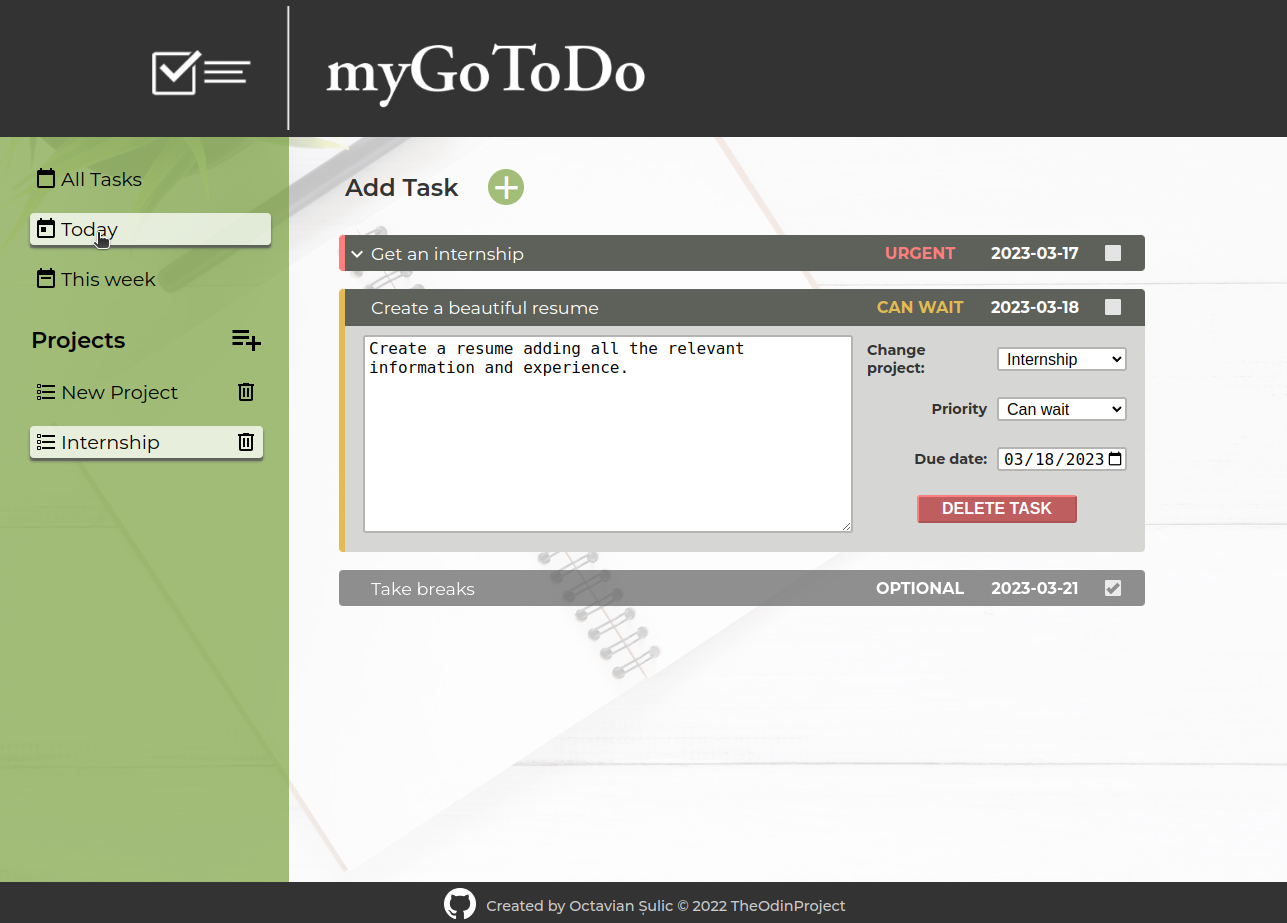 myGoToDo
All Tasks
Today
This week
Projects
New Project
Internship
Add Task
Get an internship URGENT 2023-03-17
Create a beautiful resume CAN WAIT 2023-03-18
Create a resume adding all the relevant
information and experience.
Change
project:
Internship
Priority Can wait
Due date: 03/18/2023
DELETE TASK
Take breaks OPTIONAL 2023-03-21
Created by Octavian Șulic © 2022 TheOdinProject